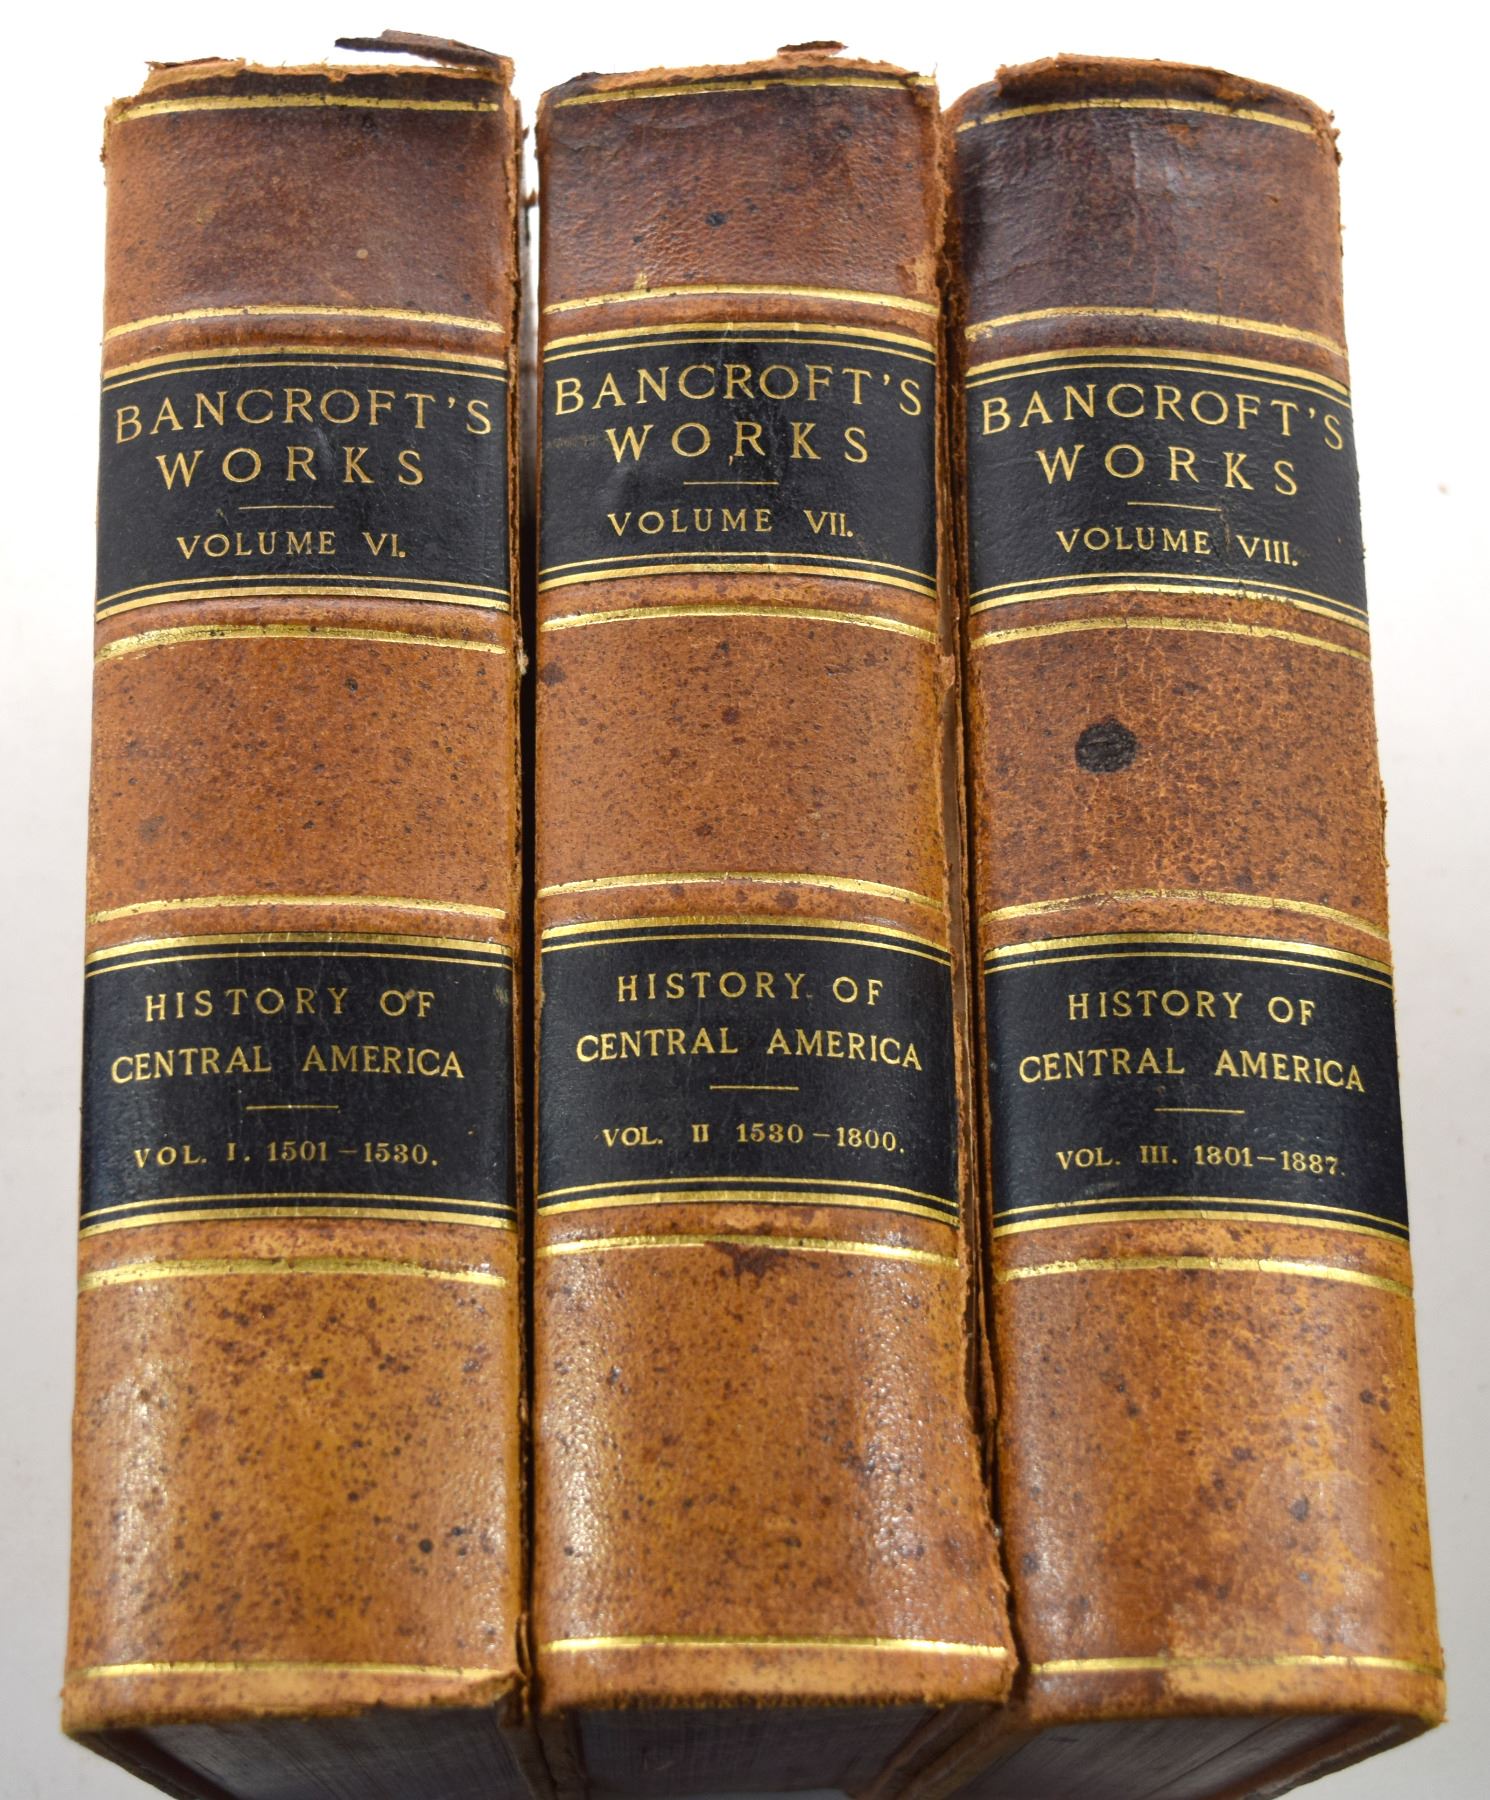 BANCROFT'S
WORKS
VOLUME VI.
HISTORY OF
CENTRAL AMERICA
VOL. I. 1501–1530.
BANCROFT'S
WORKS
VOLUME VII.
HISTORY OF
CENTRAL AMERICA
VOL. II 1530–1800.
BANCROFT'S
WORKS
VOLUME VIII.
HISTORY OF
CENTRAL AMERICA
VOL. III. 1801–1887.